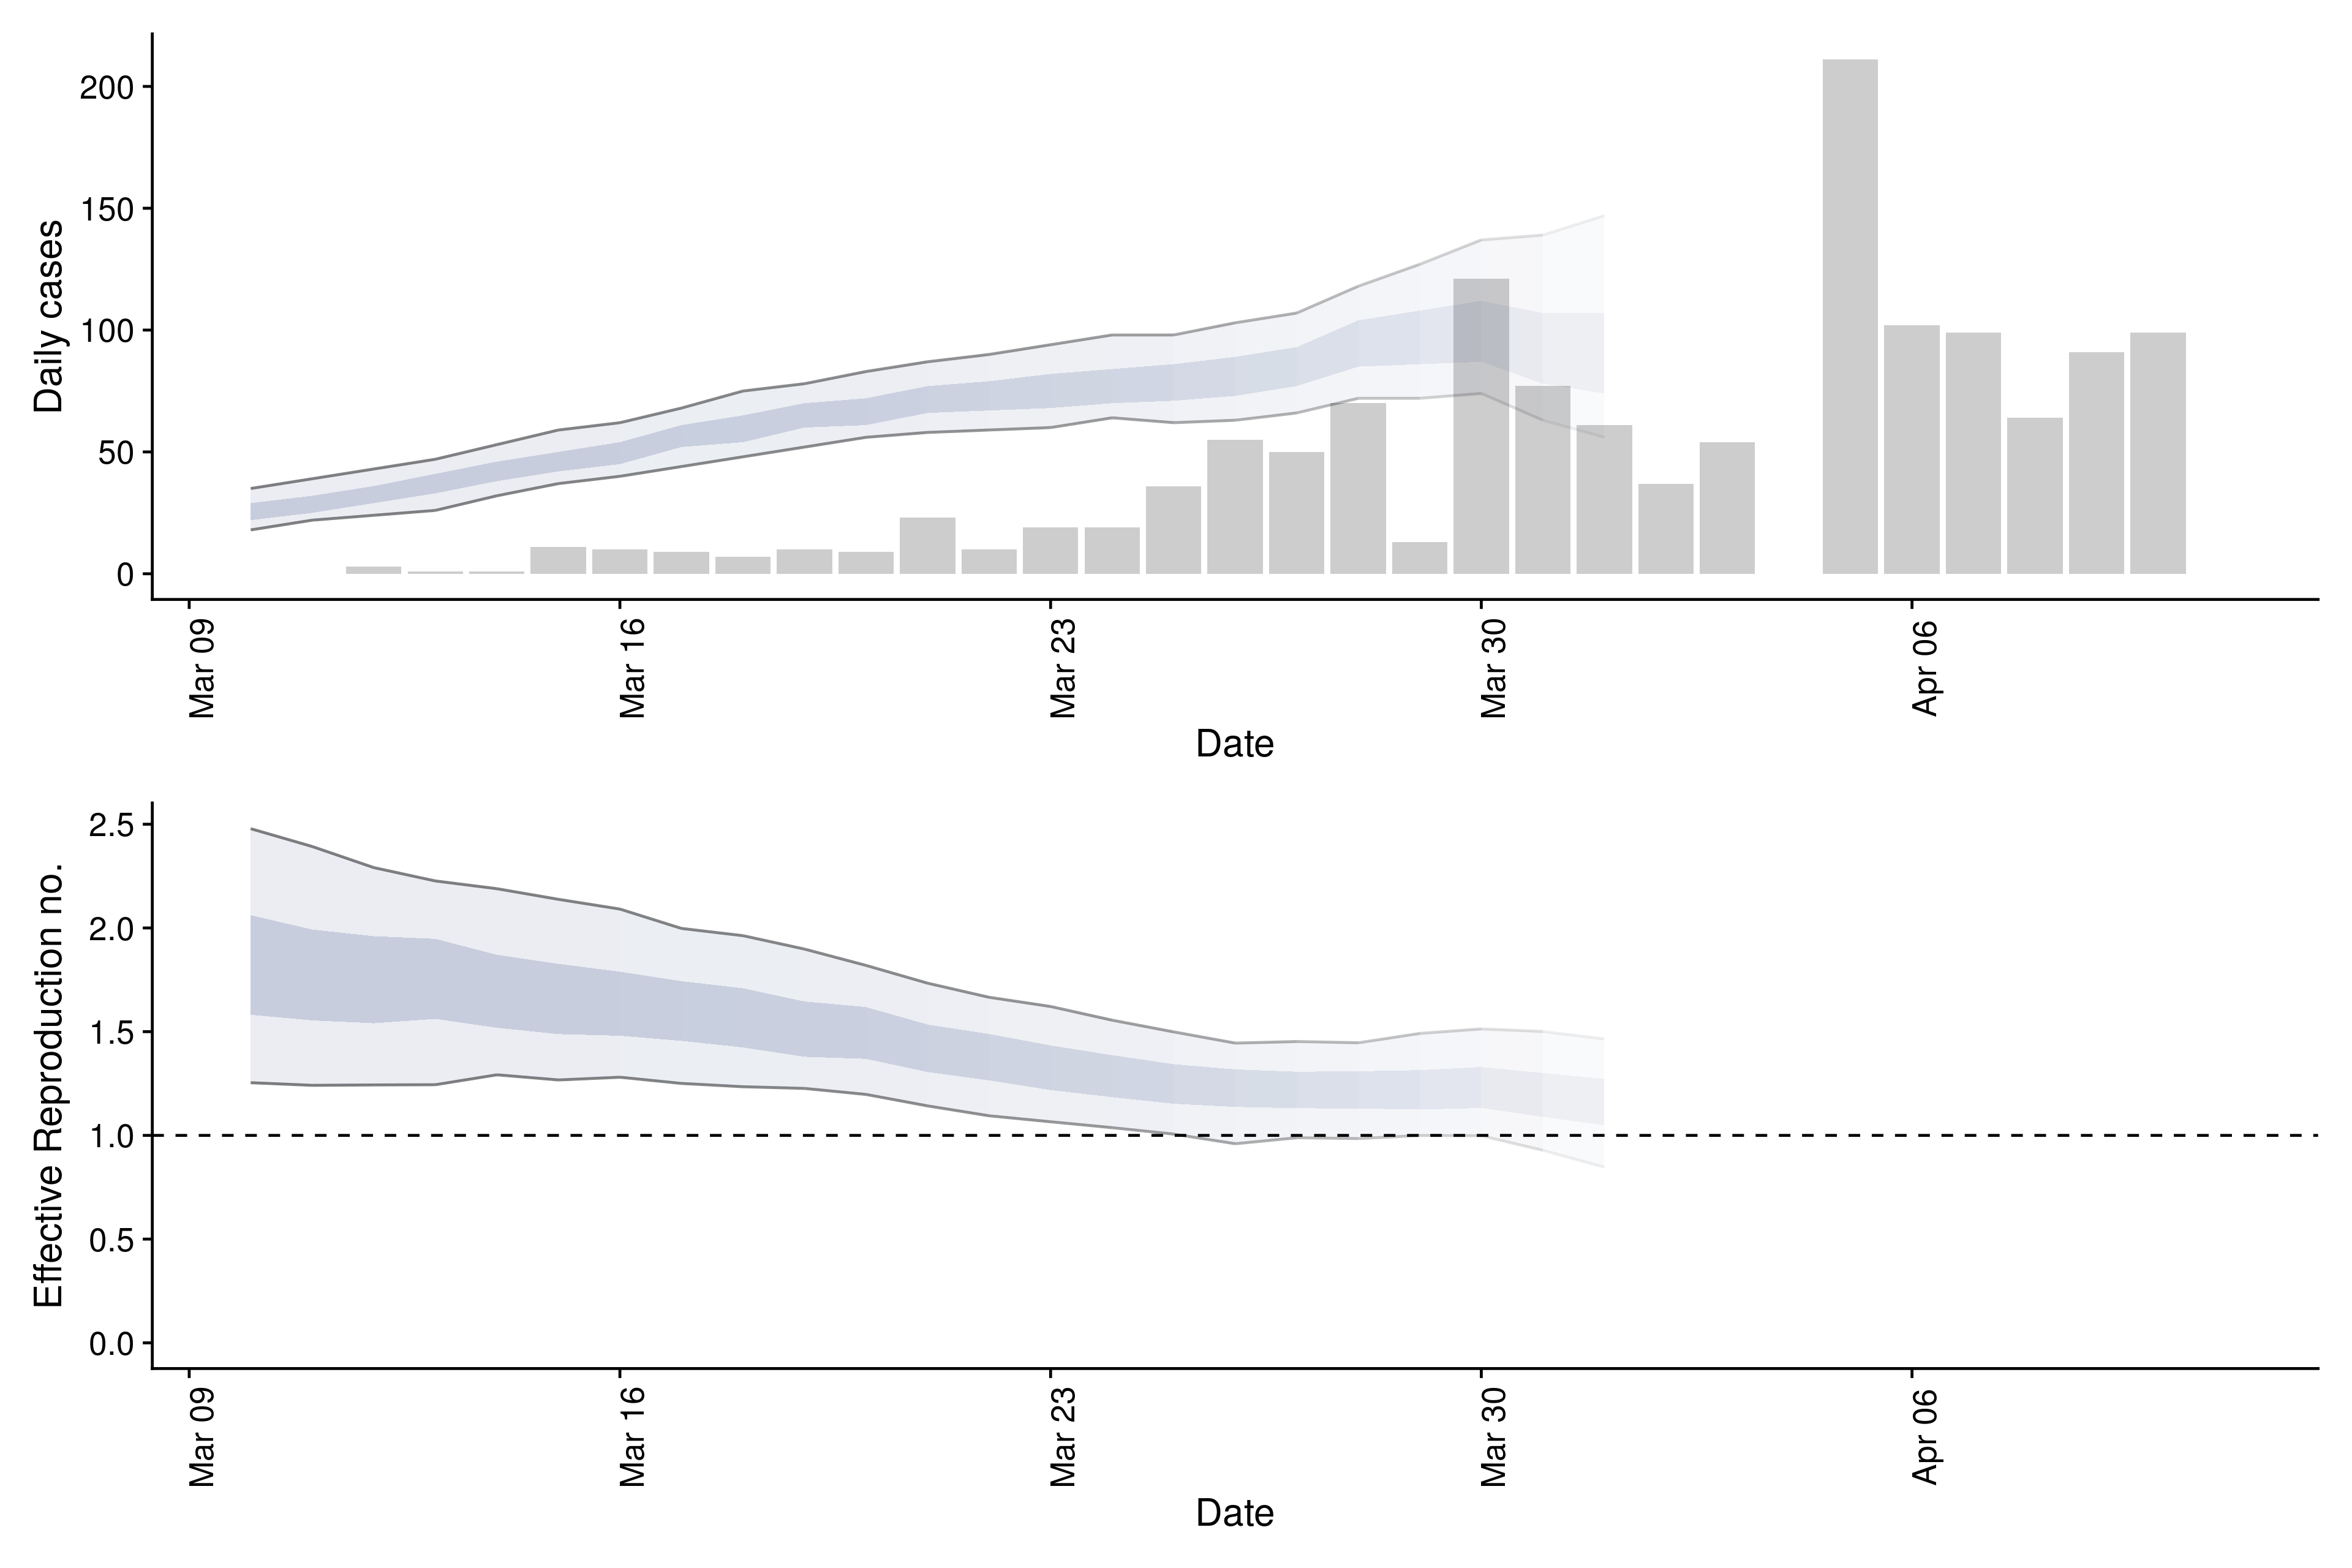 Daily cases
200
150
100
50
0
Mar 09
Mar 16
Mar 23
Mar 30
Apr 06
Date
Effective Reproduction no.
2.5
2.0
1.5
1.0
0.5
0.0
Mar 09
Mar 16
Mar 23
Mar 30
Apr 06
Date